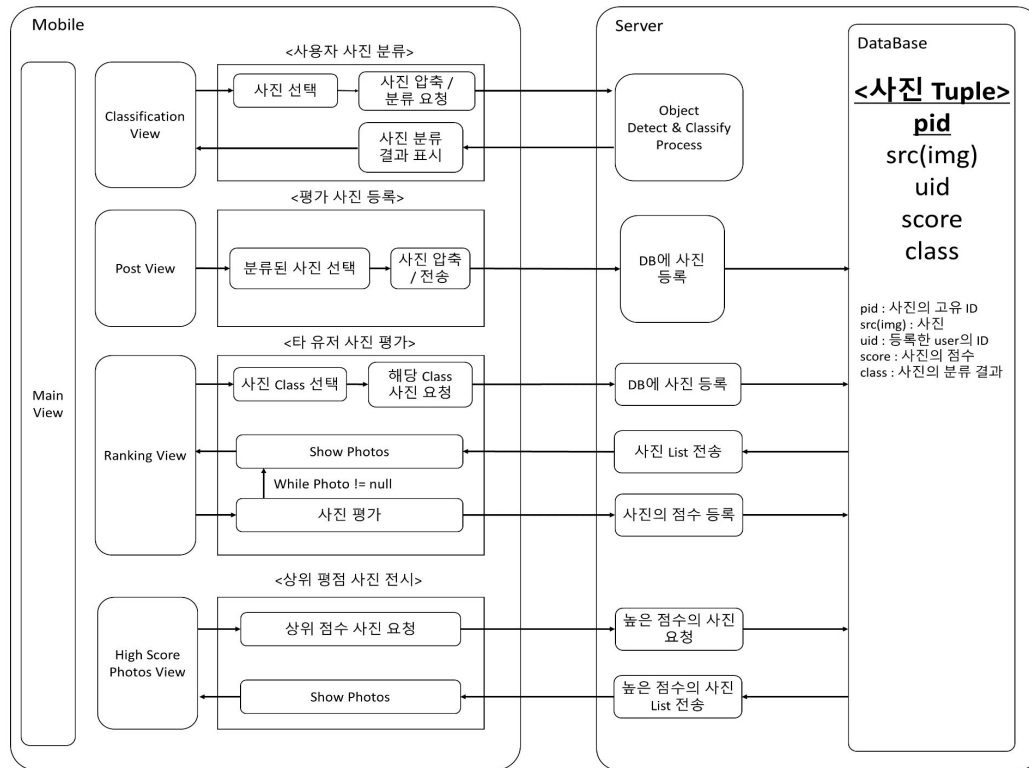 Mobile
Main
View
Classification
View
<사용자 사진 분류>
사진 선택
사진 압축 /
분류 요청
사진 분류
결과 표시
Post View
<평가 사진 등록>
분류된 사진 선택
사진 압축
/ 전송
Ranking View
<타 유저 사진 평가>
사진 Class 선택
해당 Class
사진 요청
Show Photos
While Photo != null
사진 평가
High Score
Photos View
<상위 평점 사진 전시>
상위 점수 사진 요청
Show Photos
Server
Object
Detect & Classify
Process
DB에 사진
등록
DB에 사진 등록
사진 List 전송
사진의 점수 등록
높은 점수의 사진
요청
높은 점수의 사진
List 전송
DataBase
<사진 Tuple>
pid
src(img)
uid
score
class
pid : 사진의 고유 ID
src(img) : 사진
uid : 등록한 user의 ID
score : 사진의 점수
class : 사진의 분류 결과